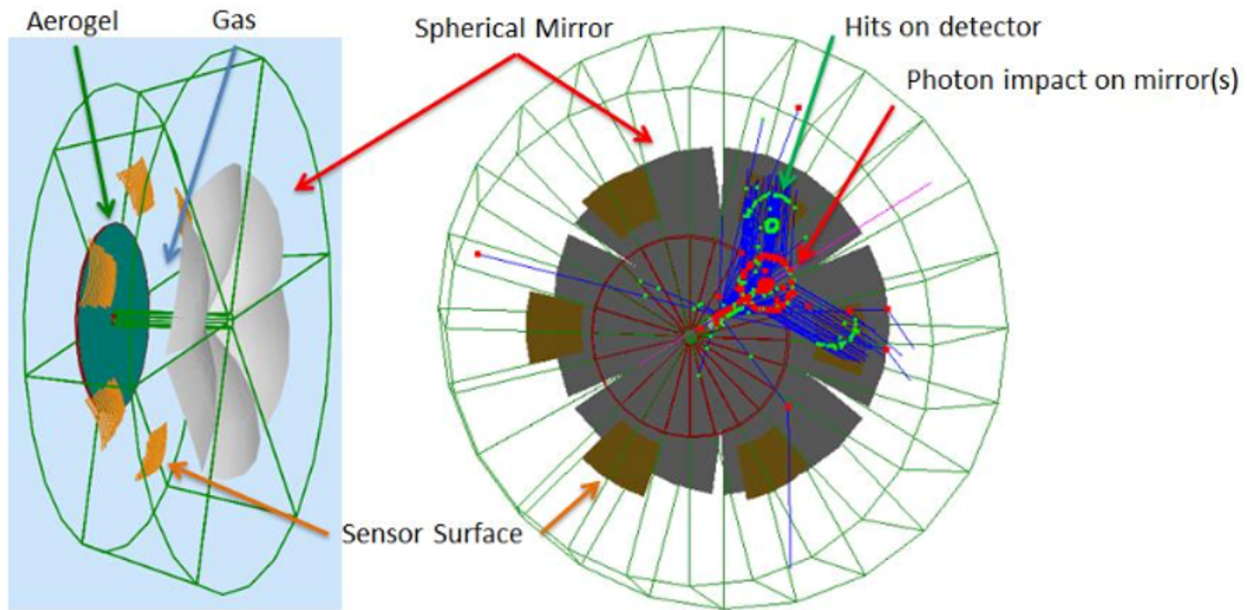 Aerogel
Gas
Spherical Mirror
Hits on detector
Photon impact on mirror(s)
Sensor Surface